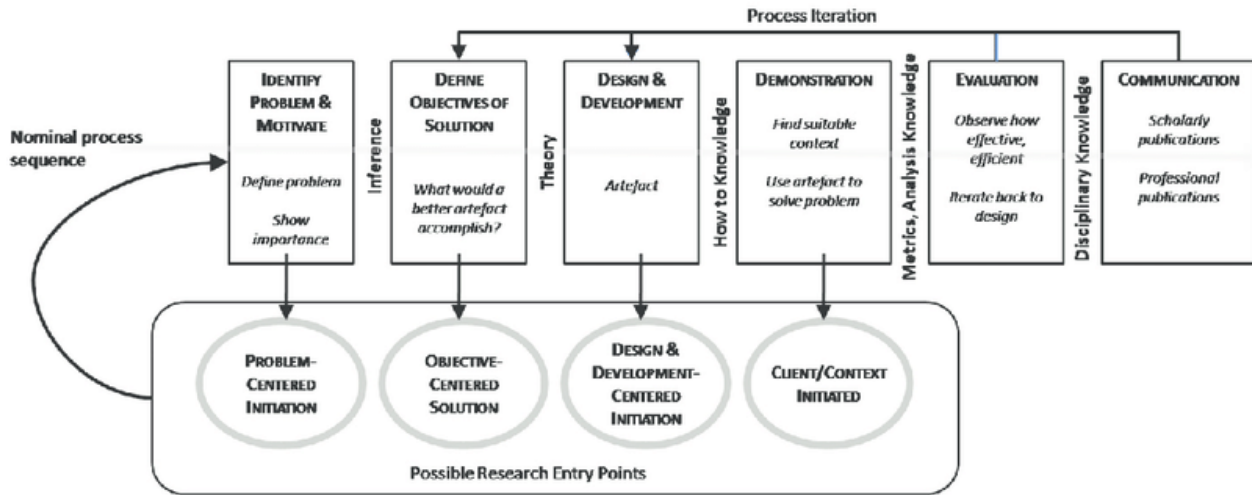 Process Iteration
Nominal process
sequence
IDENTIFY
PROBLEM &
MOTIVATE
Define problem
Show
importance
Inference
DEFINE
OBJECTIVES OF
SOLUTION
What would a
better artefact
accomplish?
Theory
DESIGN &
DEVELOPMENT
Artefact
How to Knowledge
DEMONSTRATION
Find suitable
context
Use artefact to
solve problem
Metrics, Analysis Knowledge
EVALUATION
Observe how
effective,
efficient
Iterate back to
design
Disciplinary Knowledge
COMMUNICATION
Scholarly
publications
Professional
publications
PROBLEM-
CENTERED
INITIATION
OBJECTIVE-
CENTERED
SOLUTION
DESIGN &
DEVELOPMENT-
CENTERED
INITIATION
CLIENT/CONTEXT
INITIATED
Possible Research Entry Points